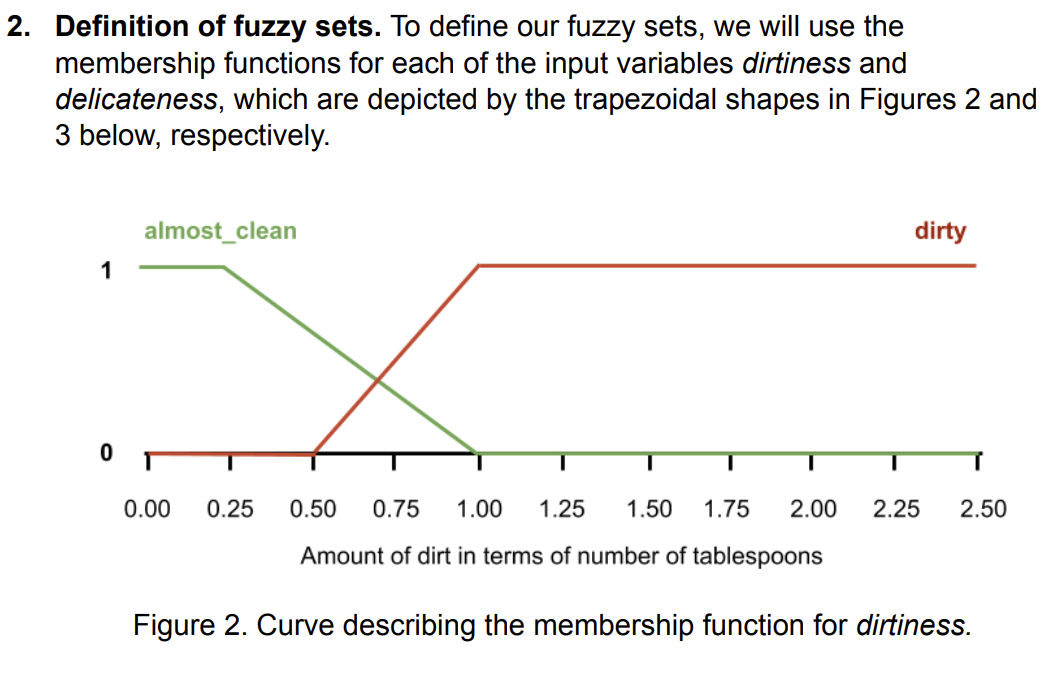 2. Definition of fuzzy sets. To define our fuzzy sets, we will use the
membership functions for each of the input variables dirtiness and
delicateness, which are depicted by the trapezoidal shapes in Figures 2 and
3 below, respectively.
almost_clean
dirty
1
0
0.00 0.25 0.50 0.75 1.00 1.25 1.50 1.75 2.00 2.25 2.50
Amount of dirt in terms of number of tablespoons
Figure 2. Curve describing the membership function for dirtiness.